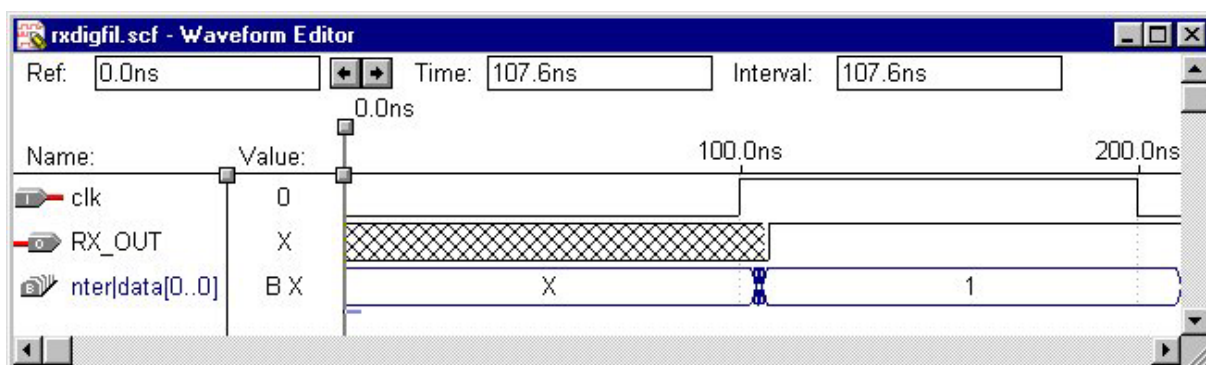 rxdigfil.scf - Waveform Editor
Ref: 0.0ns Time: 107.6ns Interval: 107.6ns
0.0ns
Name: Value: 100.0ns 200.0ns
clk 0
RX_OUT X
nter|data[0..0] B X X 1